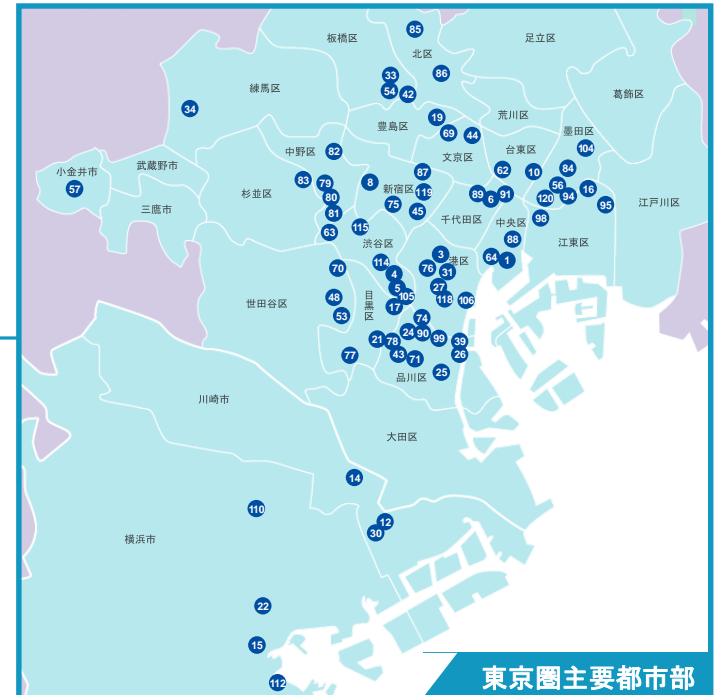 85
板橋区
北区
足立区
33
86
練馬区
54
42
葛飾区
34
19
荒川区
豊島区
69
44
墨田区
文京区
台東区
104
中野区
82
武蔵野市
小金井市
62
10
84
57
83
79
8
87
杉並区
新宿区
119
89
6
91
56
16
80
75
120
94
95
江戸川区
三鷹市
81
45
千代田区
98
中央区
63
115
88
江東区
渋谷区
3
港区
64
1
114
76
31
70
4
5
27
世田谷区
48
目黒区
105
118
106
17
53
74
24
90
21
78
99
39
77
43
71
26
25
品川区
川崎市
大田区
14
110
12
30
横浜市
22
15
112
東京圏主要都市部